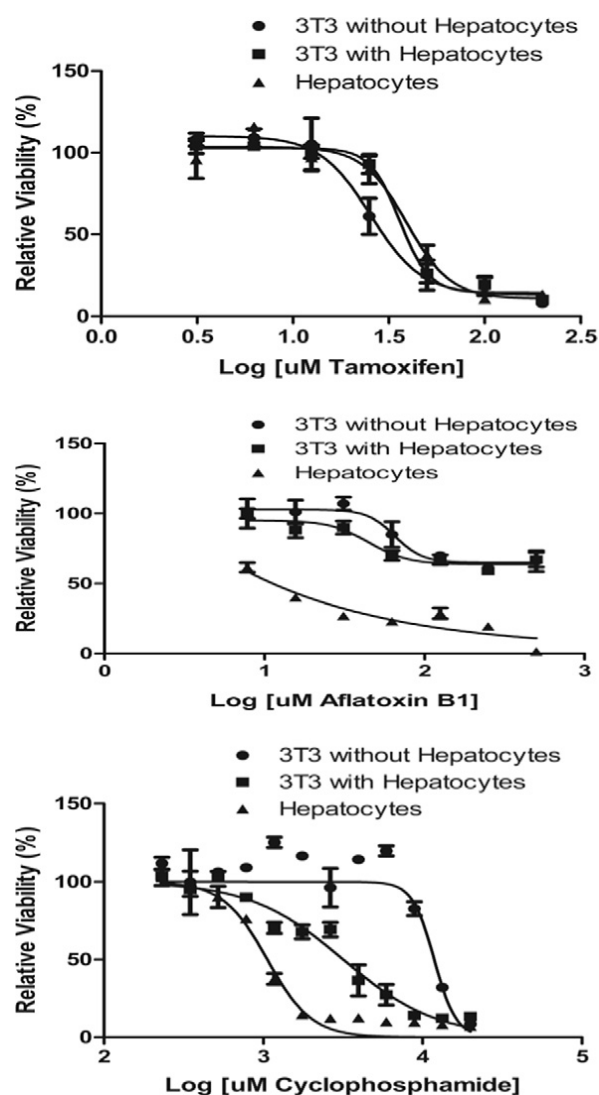 3T3 without Hepatocytes
3T3 with Hepatocytes
Hepatocytes
Relative Viability (%)
150
100
50
0
0.0 0.5 1.0 1.5 2.0 2.5
Log [uM Tamoxifen]
3T3 without Hepatocytes
3T3 with Hepatocytes
Hepatocytes
Relative Viability (%)
150
100
50
0
0 1 2 3
Log [uM Aflatoxin B1]
3T3 without Hepatocytes
3T3 with Hepatocytes
Hepatocytes
Relative Viability (%)
150
100
50
0
2 3 4 5
Log [uM Cyclophosphamide]